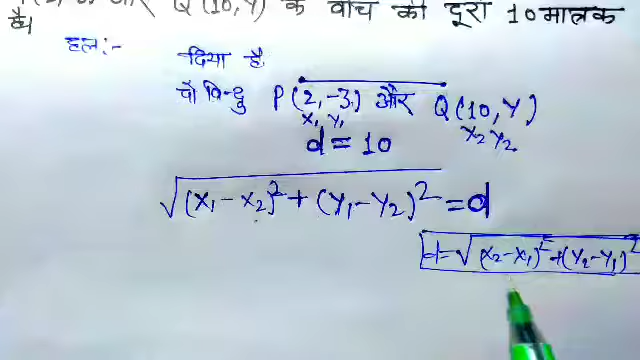 और Q(10,Y) के बीच की दूरी 10 मात्रक
है।
हल:-
दिया है
दो बिन्दु P(2,-3) और Q(10,Y)
X₁ Y₁ X₂ Y₂
d = 10
√(X₁-X₂)²+(Y₁-Y₂)² = d
d=√(X₂-X₁)²+(Y₂-Y₁)²